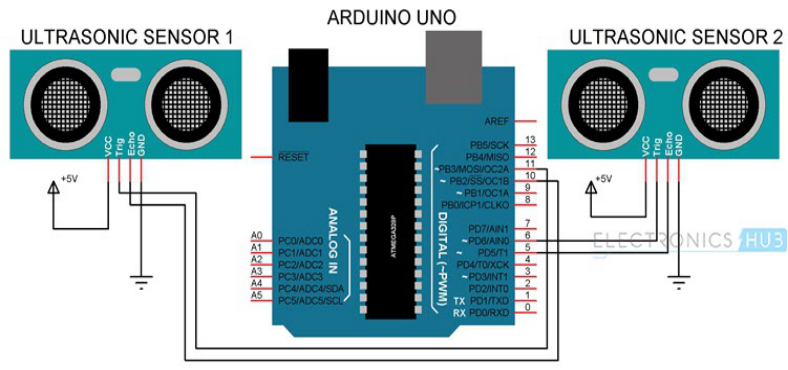 ARDUINO UNO
ULTRASONIC SENSOR 1
ULTRASONIC SENSOR 2
VCC
Trig
Echo
GND
+5V
VCC
Trig
Echo
GND
+5V
RESET
AREF
PB5/SCK 13
PB4/MISO 12
~PB3/MOSI/OC2A 11
~PB2/SS/OC1B 10
~PB1/OC1A 9
PB0/ICP1/CLKO 8
PD7/AIN1 7
~PD6/AIN0 6
~PD5/T1 5
PD4/T0/XCK 4
~PD3/INT1 3
PD2/INT0 2
TX PD1/TXD 1
RX PD0/RXD 0
A0 PC0/ADC0
A1 PC1/ADC1
A2 PC2/ADC2
A3 PC3/ADC3
A4 PC4/ADC4/SDA
A5 PC5/ADC5/SCL
ANALOG IN
ATMEGA328P
DIGITAL (~PWM)
ELECTRONICS HUB